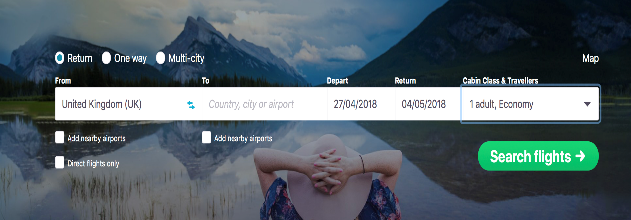 Return One way Multi-city Map
From To Depart Return Cabin Class & Travellers
United Kingdom (UK) Country, city or airport 27/04/2018 04/05/2018 1 adult, Economy
Add nearby airports Add nearby airports
Direct flights only
Search flights →